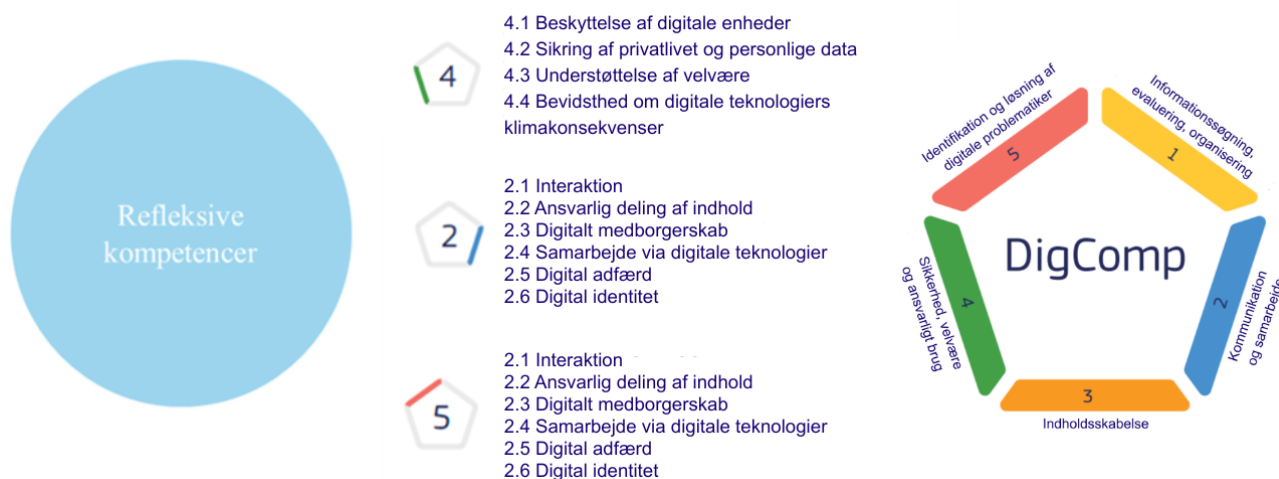 Refleksive
kompetencer
4
4.1 Beskyttelse af digitale enheder
4.2 Sikring af privatlivet og personlige data
4.3 Understøttelse af velvære
4.4 Bevidsthed om digitale teknologiers
klimakonsekvenser
2
2.1 Interaktion
2.2 Ansvarlig deling af indhold
2.3 Digitalt medborgerskab
2.4 Samarbejde via digitale teknologier
2.5 Digital adfærd
2.6 Digital identitet
5
2.1 Interaktion
2.2 Ansvarlig deling af indhold
2.3 Digitalt medborgerskab
2.4 Samarbejde via digitale teknologier
2.5 Digital adfærd
2.6 Digital identitet
DigComp
1
Informationssøgning,
evaluering, organisering
2
Kommunikation
og samarbejde
3
Indholdsskabelse
4
Sikkerhed, velvære
og ansvarligt brug
5
Identifikation og løsning af
digitale problematiker